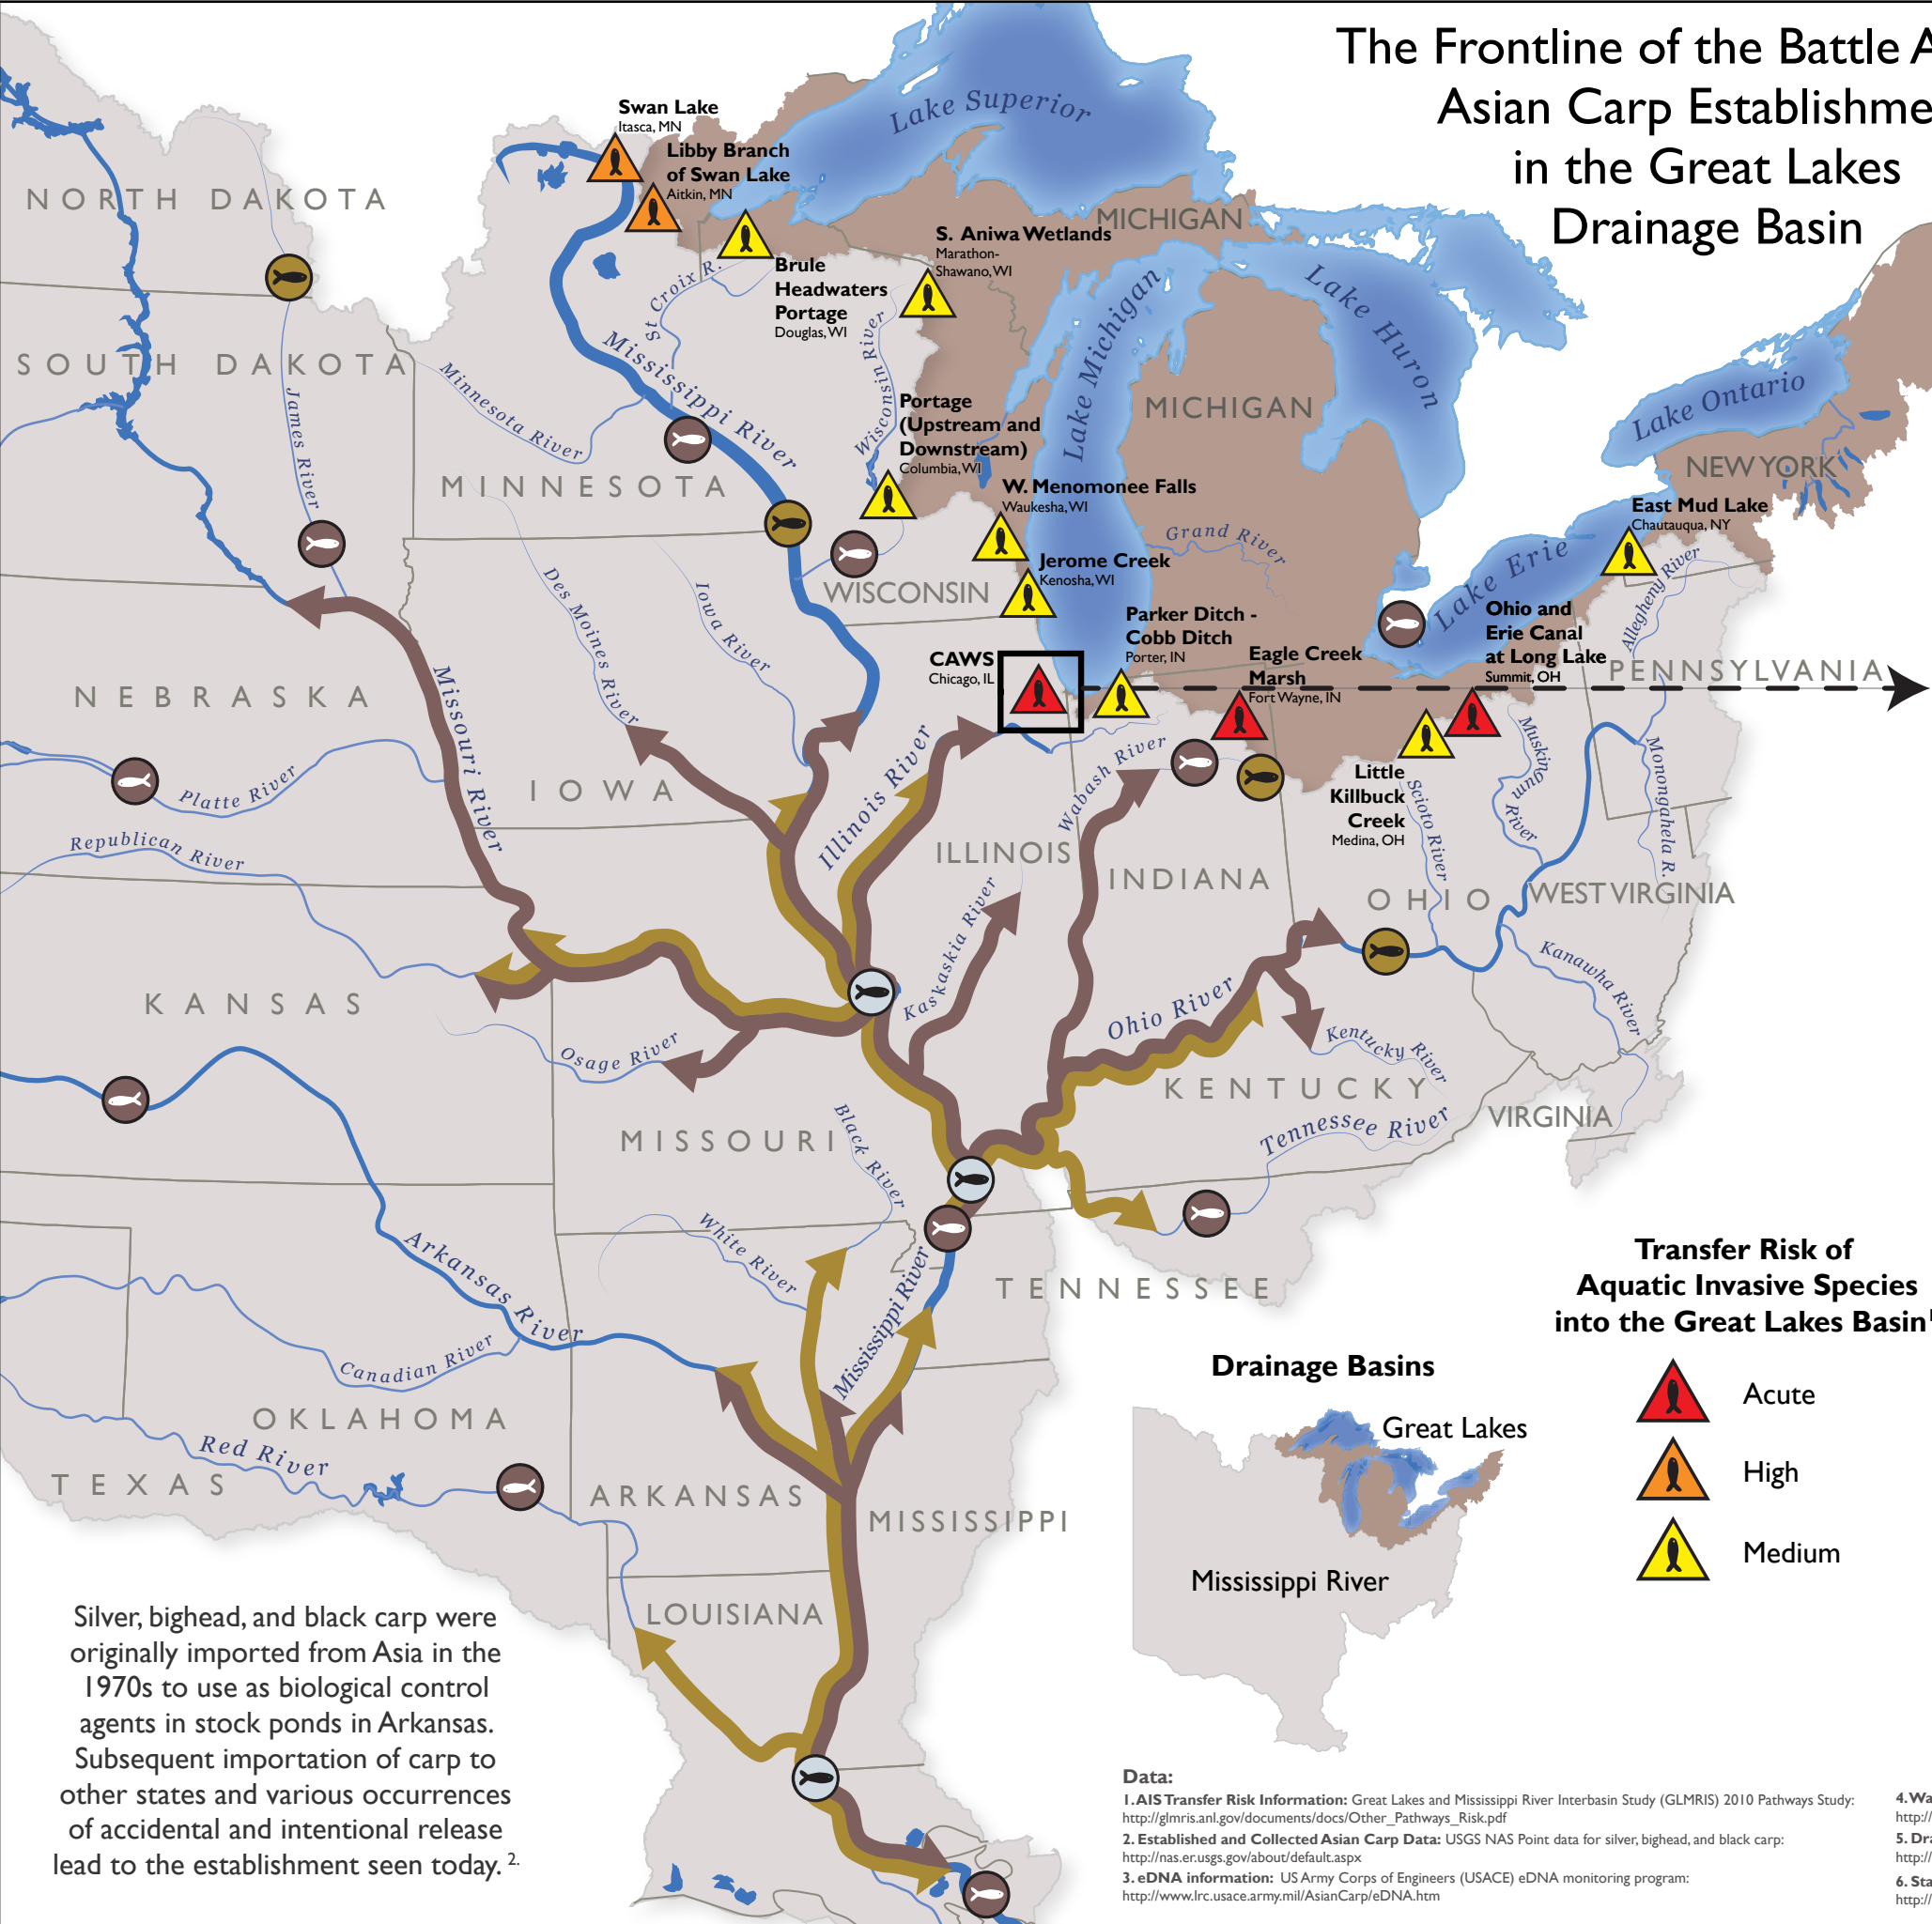 The Frontline of the Battle A
Asian Carp Establishme
in the Great Lakes
Drainage Basin
Swan Lake
Itasca, MN
Libby Branch
of Swan Lake
Aitkin, MN
Lake Superior
NORTH DAKOTA
MICHIGAN
S. Aniwa Wetlands
Marathon-
Shawano, WI
Brule
Headwaters
Portage
Douglas, WI
St Croix R.
Lake Michigan
Lake Huron
SOUTH DAKOTA
James River
Minnesota River
Mississippi River
Wisconsin River
Portage
(Upstream and
Downstream)
Columbia, WI
MICHIGAN
Lake Ontario
NEW YORK
MINNESOTA
W. Menomonee Falls
Waukesha, WI
East Mud Lake
Chautauqua, NY
Grand River
Jerome Creek
Kenosha, WI
Lake Erie
Allegheny River
Des Moines River
Iowa River
WISCONSIN
Parker Ditch -
Cobb Ditch
Porter, IN
Ohio and
Erie Canal
at Long Lake
Summit, OH
CAWS
Chicago, IL
Eagle Creek
Marsh
Fort Wayne, IN
PENNSYLVANIA
NEBRASKA
Missouri River
Platte River
IOWA
Illinois River
Wabash River
Little
Killbuck
Creek
Medina, OH
Muskingum
River
Monongahela R.
Scioto River
Republican River
ILLINOIS
INDIANA
OHIO
WEST VIRGINIA
Kaskaskia River
Kanawha River
KANSAS
Ohio River
Kentucky River
Osage River
KENTUCKY
VIRGINIA
MISSOURI
Black River
Tennessee River
White River
Arkansas River
Mississippi River
TENNESSEE
Canadian River
OKLAHOMA
Red River
TEXAS
ARKANSAS
MISSISSIPPI
LOUISIANA
Transfer Risk of
Aquatic Invasive Species
into the Great Lakes Basin1
Acute
High
Medium
Drainage Basins
Great Lakes
Mississippi River
Silver, bighead, and black carp were
originally imported from Asia in the
1970s to use as biological control
agents in stock ponds in Arkansas.
Subsequent importation of carp to
other states and various occurrences
of accidental and intentional release
lead to the establishment seen today. 2.
Data:
1. AIS Transfer Risk Information: Great Lakes and Mississippi River Interbasin Study (GLMRIS) 2010 Pathways Study:
http://glmris.anl.gov/documents/docs/Other_Pathways_Risk.pdf
2. Established and Collected Asian Carp Data: USGS NAS Point data for silver, bighead, and black carp:
http://nas.er.usgs.gov/about/default.aspx
3. eDNA information: US Army Corps of Engineers (USACE) eDNA monitoring program:
http://www.lrc.usace.army.mil/AsianCarp/eDNA.htm
4. Wa
http://
5. Dra
http://
6. Sta
http://